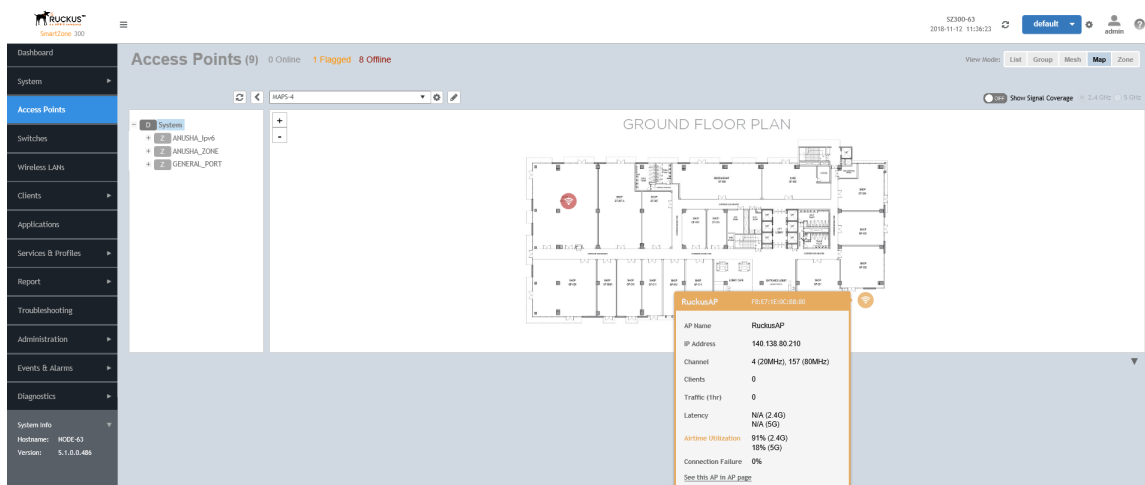 RUCKUS™
SmartZone 300
SZ300-63
2018-11-12 11:36:23
default
admin
Dashboard
System
Access Points
Switches
Wireless LANs
Clients
Applications
Services & Profiles
Report
Troubleshooting
Administration
Events & Alarms
Diagnostics
System Info
Hostname: NODE-63
Version: 5.1.0.0.486
Access Points (9) 0 Online 1 Flagged 8 Offline
View Mode: List Group Mesh Map Zone
MAPS-4
OFF Show Signal Coverage 2.4 GHz 5 GHz
D System
Z ANUSHA_Ipv6
Z ANUSHA_ZONE
Z GENERAL_PORT
+
-
GROUND FLOOR PLAN
RuckusAP
AP Name RuckusAP
IP Address 140.138.80.210
Channel 4 (20MHz), 157 (80MHz)
Clients 0
Traffic (1hr) 0
Latency N/A (2.4G)
N/A (5G)
Airtime Utilization 91% (2.4G)
18% (5G)
Connection Failure 0%
See this AP in AP page